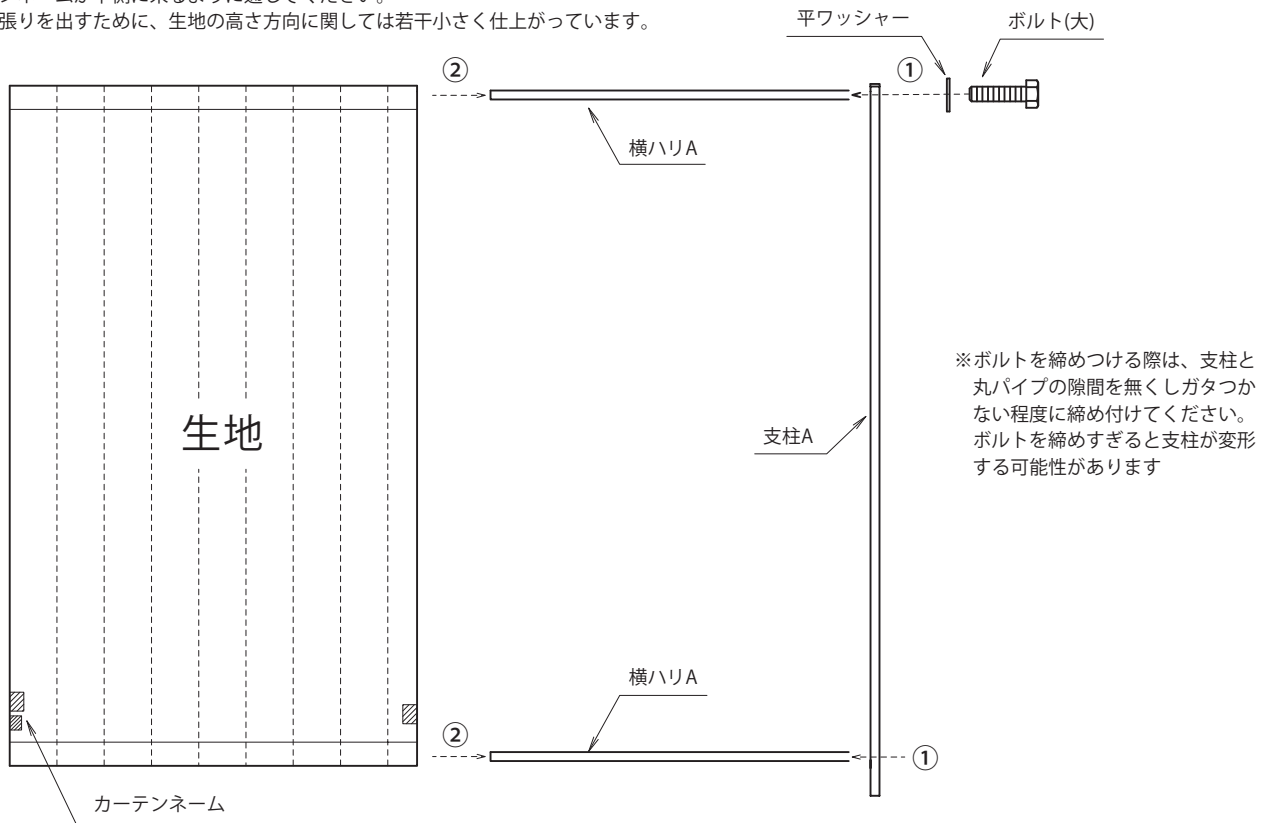 張りを出すために、生地の高さ方向に関しては若干小さく仕上がっています。
平ワッシャー
ボルト(大)
②
①
横ハリA
※ボルトを締めつける際は、支柱と
丸パイプの隙間を無くしガタつか
ない程度に締め付けてください。
ボルトを締めすぎると支柱が変形
する可能性があります
生地
支柱A
横ハリA
②
①
カーテンネーム